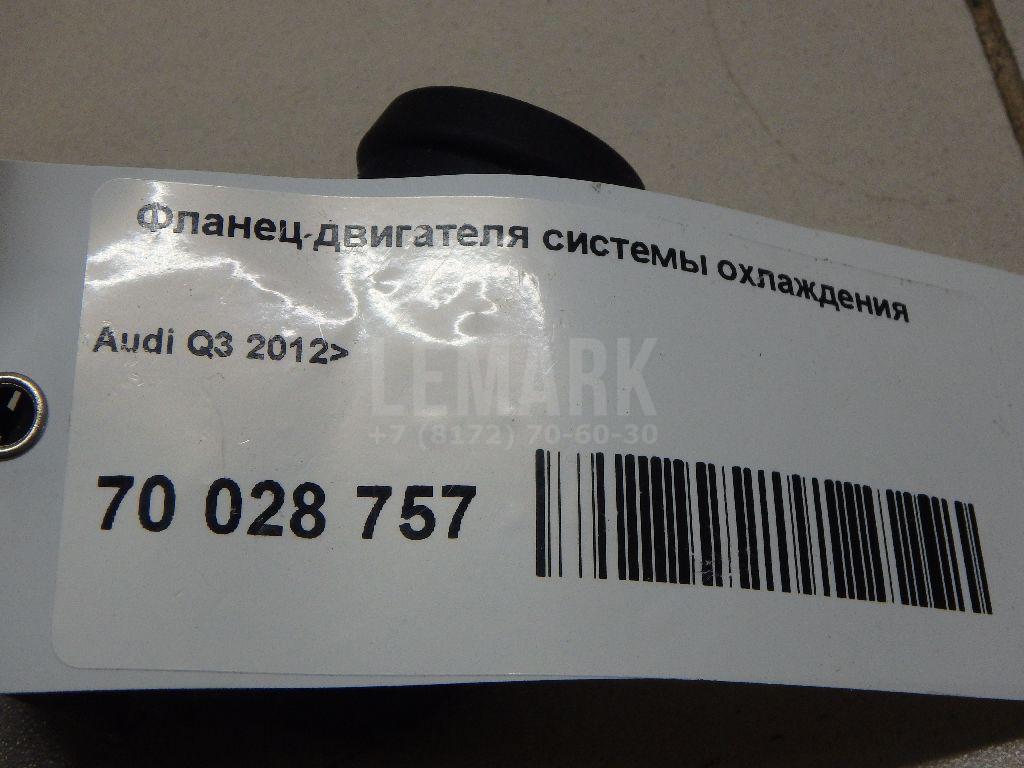 Фланец двигателя системы охлаждения
Audi Q3 2012>
LEMARK
+7 (8172) 70-60-30
70 028 757